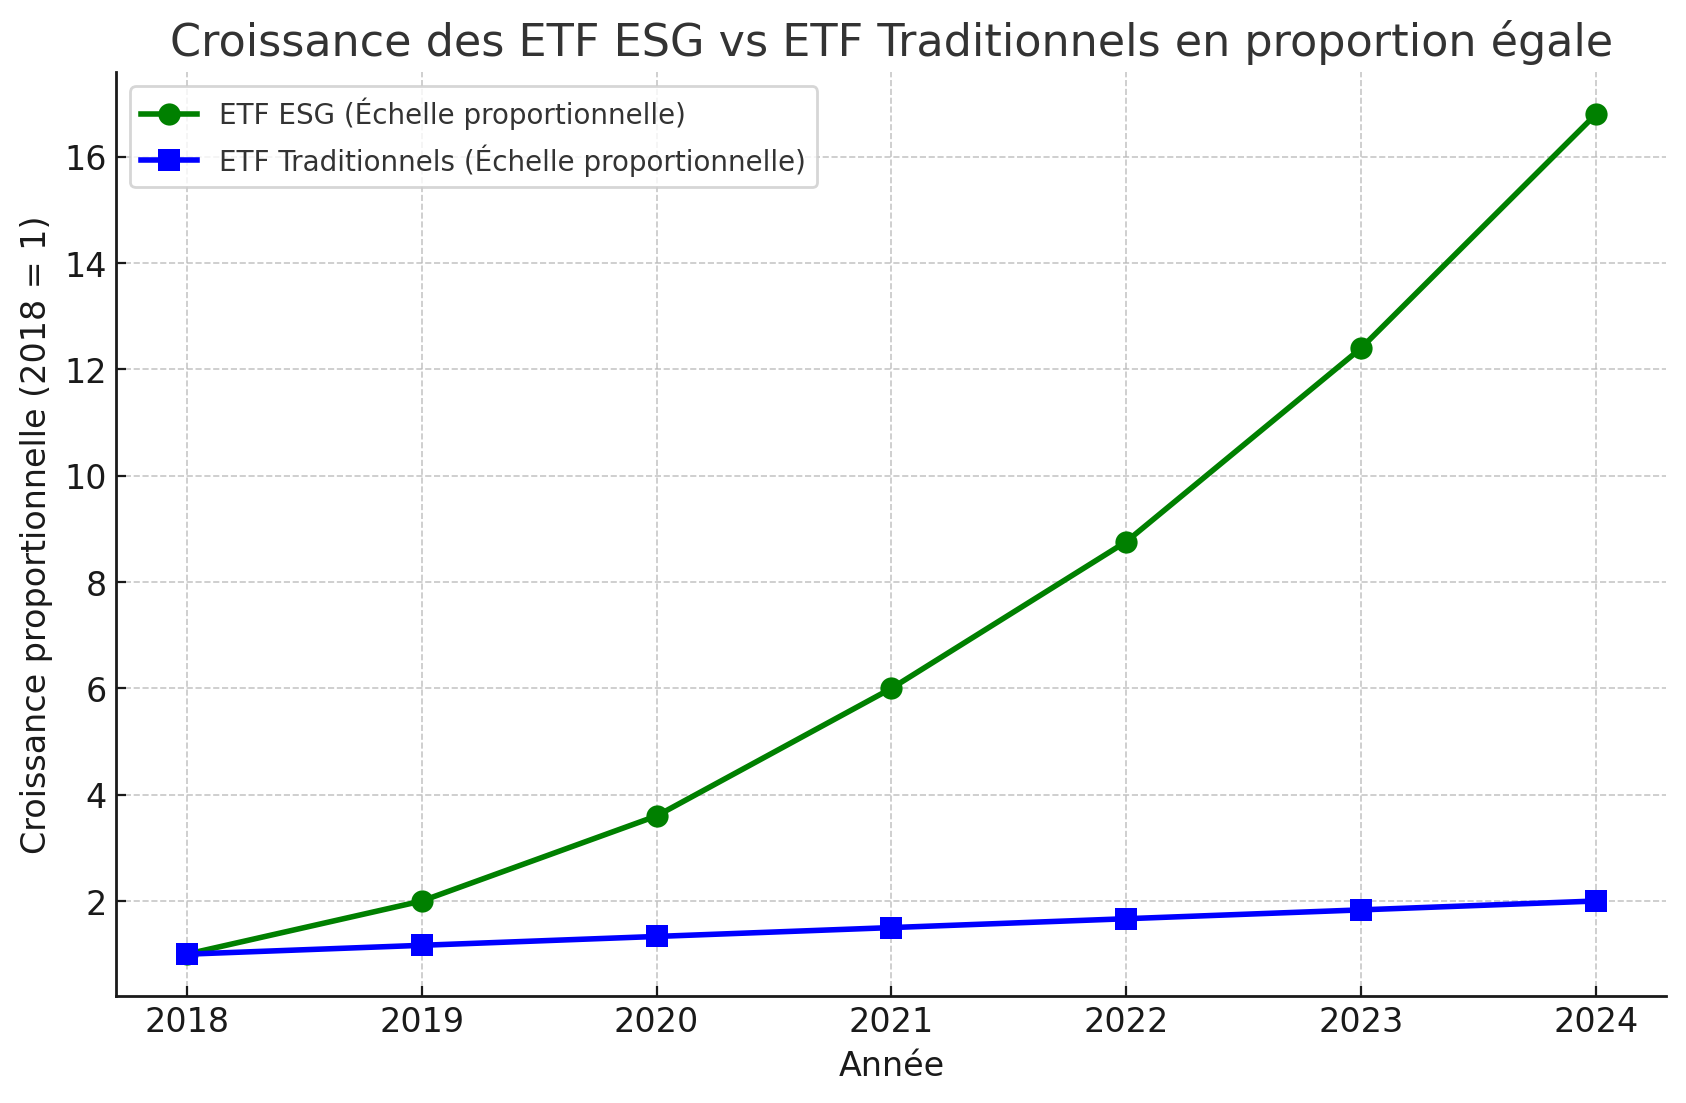 Croissance des ETF ESG vs ETF Traditionnels en proportion égale
ETF ESG (Échelle proportionnelle)
ETF Traditionnels (Échelle proportionnelle)
Croissance proportionnelle (2018 = 1)
16
14
12
10
8
6
4
2
2018 2019 2020 2021 2022 2023 2024
Année